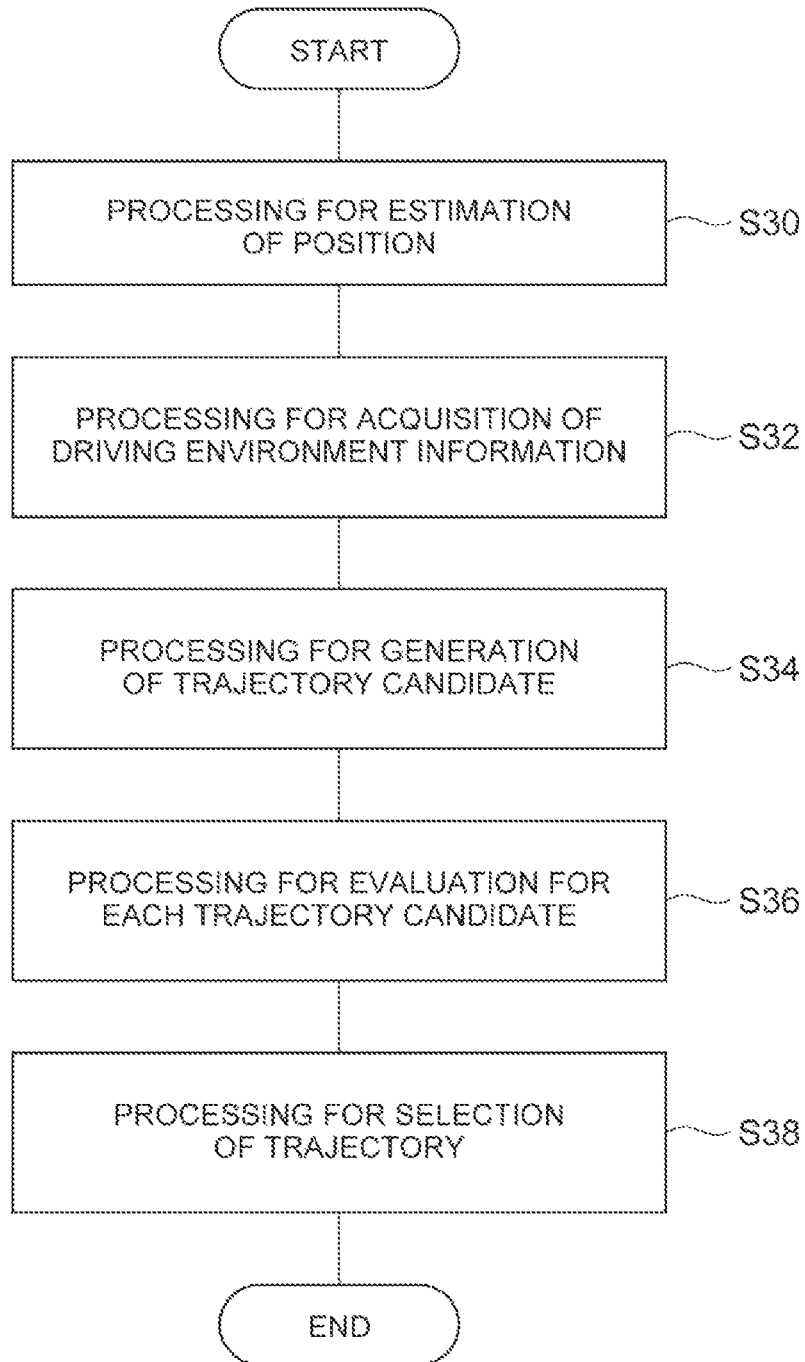 START
PROCESSING FOR ESTIMATION
OF POSITION
S30
PROCESSING FOR ACQUISITION OF
DRIVING ENVIRONMENT INFORMATION
S32
PROCESSING FOR GENERATION
OF TRAJECTORY CANDIDATE
S34
PROCESSING FOR EVALUATION FOR
EACH TRAJECTORY CANDIDATE
S36
PROCESSING FOR SELECTION
OF TRAJECTORY
S38
END